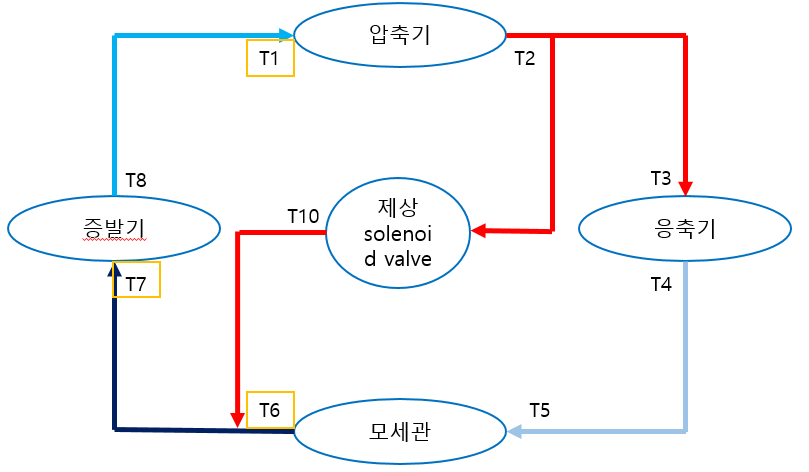 압축기
T1
T2
T8
T3
증발기
T10
제상
solenoi
d valve
응축기
T7
T4
T6
T5
모세관